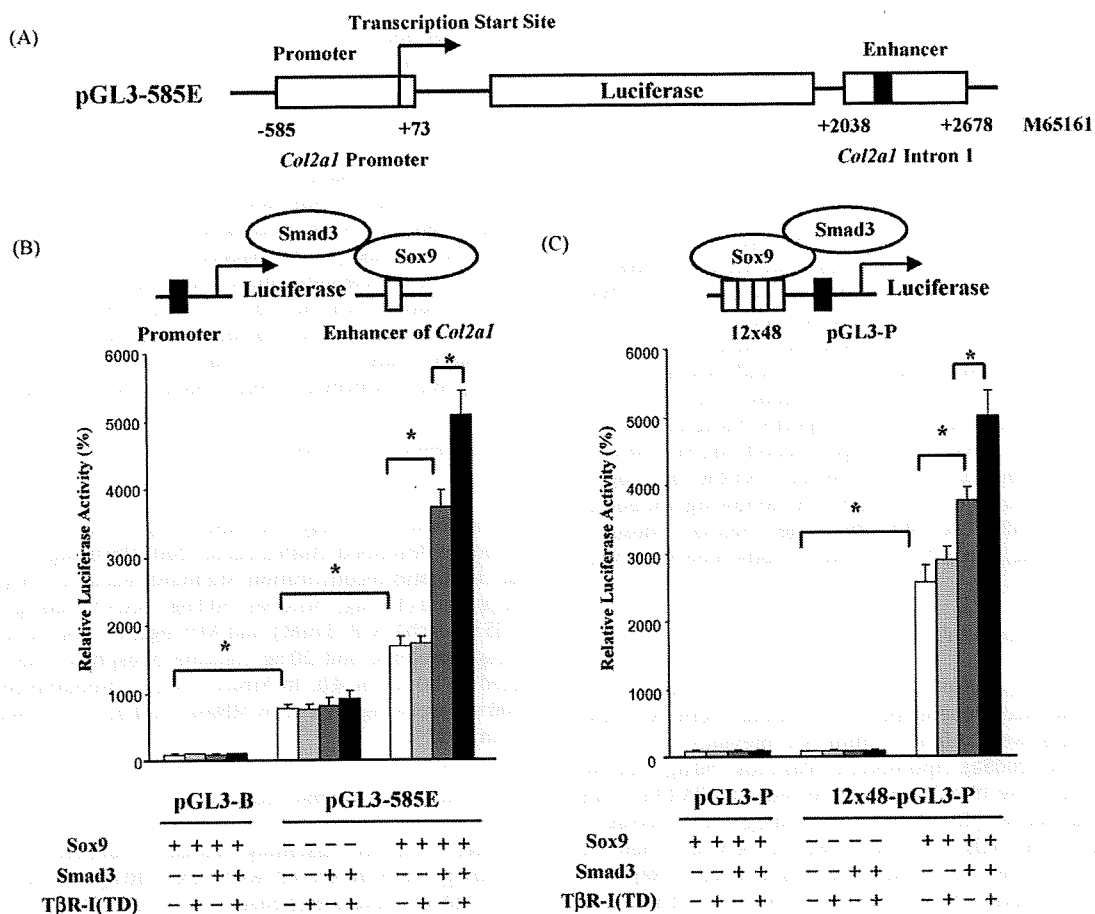 (A)
Transcription Start Site
Promoter
Enhancer
pGL3-585E
Luciferase
-585
+73
+2038
+2678
M65161
Col2a1 Promoter
Col2a1 Intron 1
(B)
Smad3
Sox9
Luciferase
Promoter
Enhancer of Col2a1
Relative Luciferase Activity (%)
6000
5000
4000
3000
2000
1000
0
*
*
*
*
pGL3-B
pGL3-585E
Sox9 + + + + − − − − + + + +
Smad3 − − + + − − + + − − + +
TβR-I(TD) − + − + − + − + − + − +
(C)
Smad3
Sox9
Luciferase
12x48
pGL3-P
Relative Luciferase Activity (%)
6000
5000
4000
3000
2000
1000
0
*
*
*
pGL3-P
12x48-pGL3-P
Sox9 + + + + − − − − + + + +
Smad3 − − + + − − + + − − + +
TβR-I(TD) − + − + − + − + − + − +